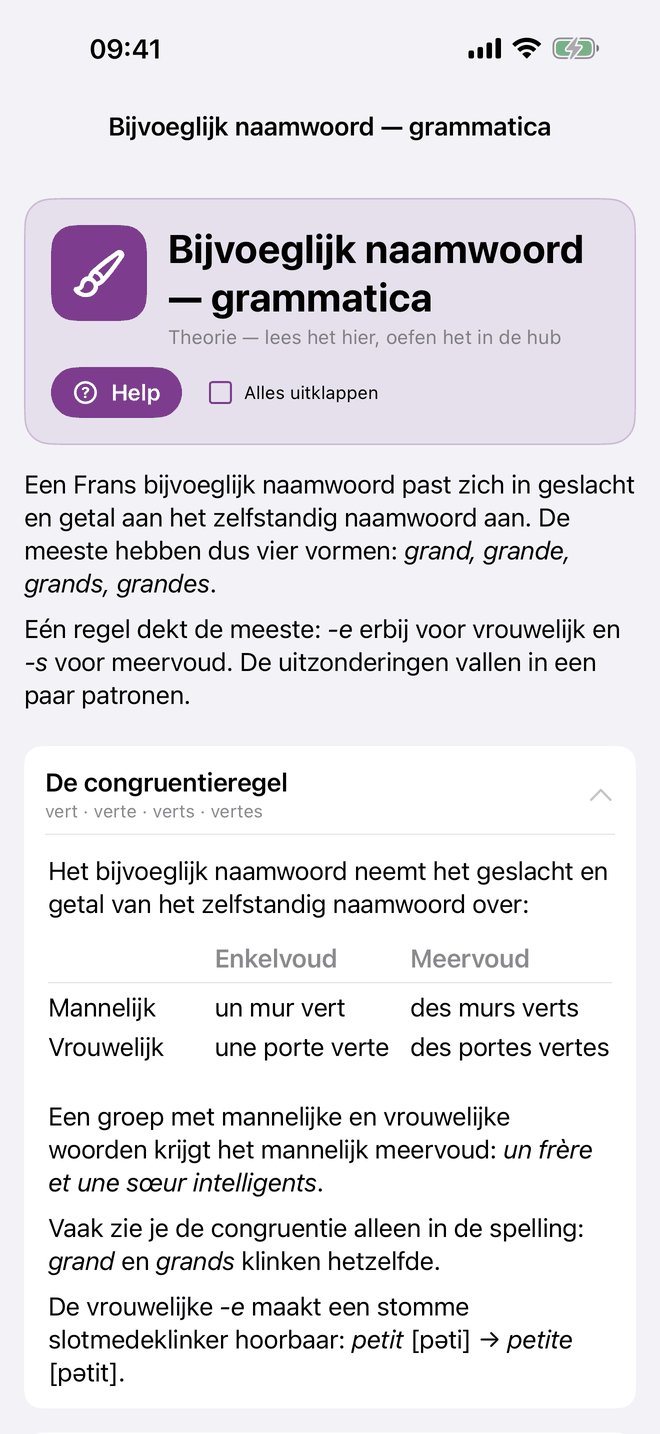 09:41
Bijvoeglijk naamwoord — grammatica
Bijvoeglijk naamwoord
— grammatica
Theorie — lees het hier, oefen het in de hub
Help
Alles uitklappen
Een Frans bijvoeglijk naamwoord past zich in geslacht
en getal aan het zelfstandig naamwoord aan. De
meeste hebben dus vier vormen: grand, grande,
grands, grandes.
Eén regel dekt de meeste: -e erbij voor vrouwelijk en
-s voor meervoud. De uitzonderingen vallen in een
paar patronen.
De congruentieregel
vert · verte · verts · vertes
Het bijvoeglijk naamwoord neemt het geslacht en
getal van het zelfstandig naamwoord over:
Enkelvoud Meervoud
Mannelijk un mur vert des murs verts
Vrouwelijk une porte verte des portes vertes
Een groep met mannelijke en vrouwelijke
woorden krijgt het mannelijk meervoud: un frère
et une sœur intelligents.
Vaak zie je de congruentie alleen in de spelling:
grand en grands klinken hetzelfde.
De vrouwelijke -e maakt een stomme
slotmedeklinker hoorbaar: petit [pəti] → petite
[pətit].